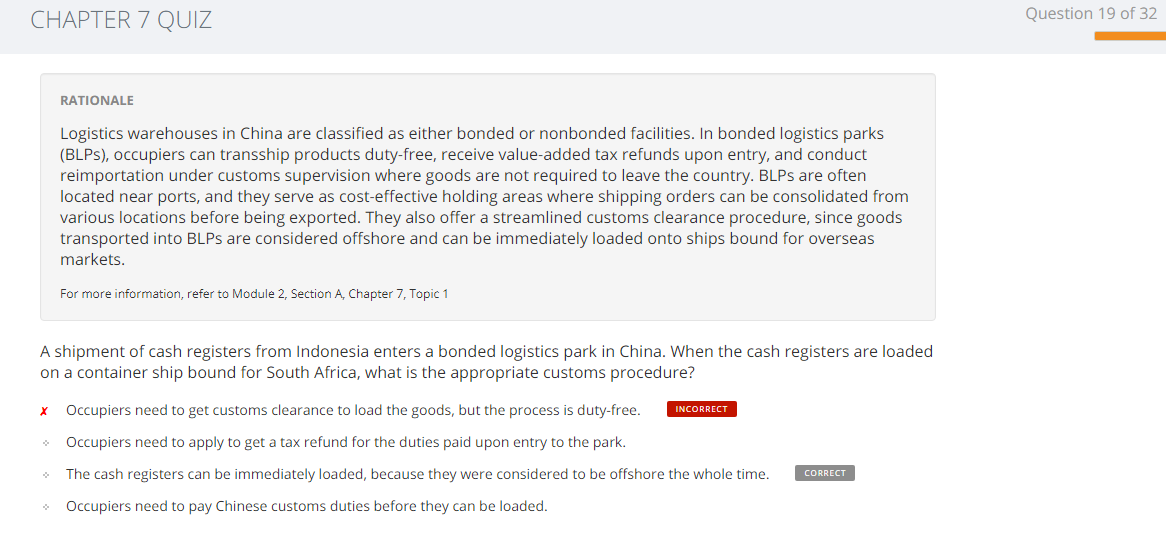 CHAPTER 7 QUIZ
Question 19 of 32
RATIONALE
Logistics warehouses in China are classified as either bonded or nonbonded facilities. In bonded logistics parks
(BLPs), occupiers can transship products duty-free, receive value-added tax refunds upon entry, and conduct
reimportation under customs supervision where goods are not required to leave the country. BLPs are often
located near ports, and they serve as cost-effective holding areas where shipping orders can be consolidated from
various locations before being exported. They also offer a streamlined customs clearance procedure, since goods
transported into BLPs are considered offshore and can be immediately loaded onto ships bound for overseas
markets.
For more information, refer to Module 2, Section A, Chapter 7, Topic 1
A shipment of cash registers from Indonesia enters a bonded logistics park in China. When the cash registers are loaded
on a container ship bound for South Africa, what is the appropriate customs procedure?
✗ Occupiers need to get customs clearance to load the goods, but the process is duty-free. INCORRECT
Occupiers need to apply to get a tax refund for the duties paid upon entry to the park.
The cash registers can be immediately loaded, because they were considered to be offshore the whole time. CORRECT
Occupiers need to pay Chinese customs duties before they can be loaded.